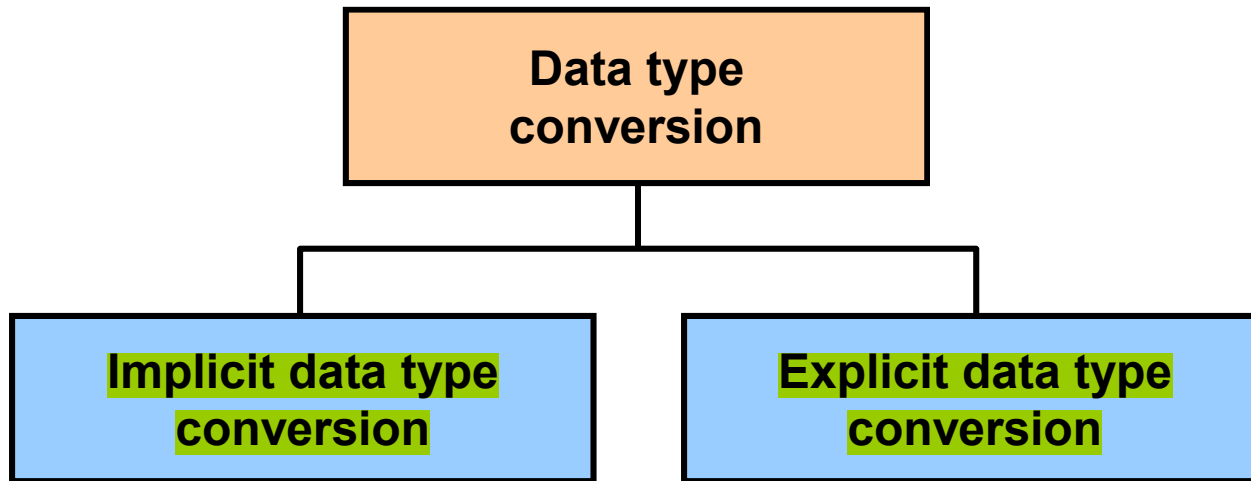 Data type
conversion
Implicit data type
conversion
Explicit data type
conversion